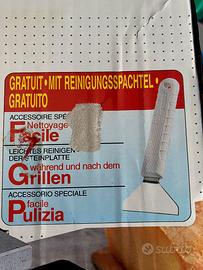 GRATUIT • MIT REINIGUNGSSPACHTEL •
GRATUITO
ACCESSOIRE SPÉ
Nettoyage
Facile
LEICHTES REINIGEN
DER STEINPLATTE
während und nach dem
Grillen
ACCESSORIO SPECIALE
facile
Pulizia
subito.it